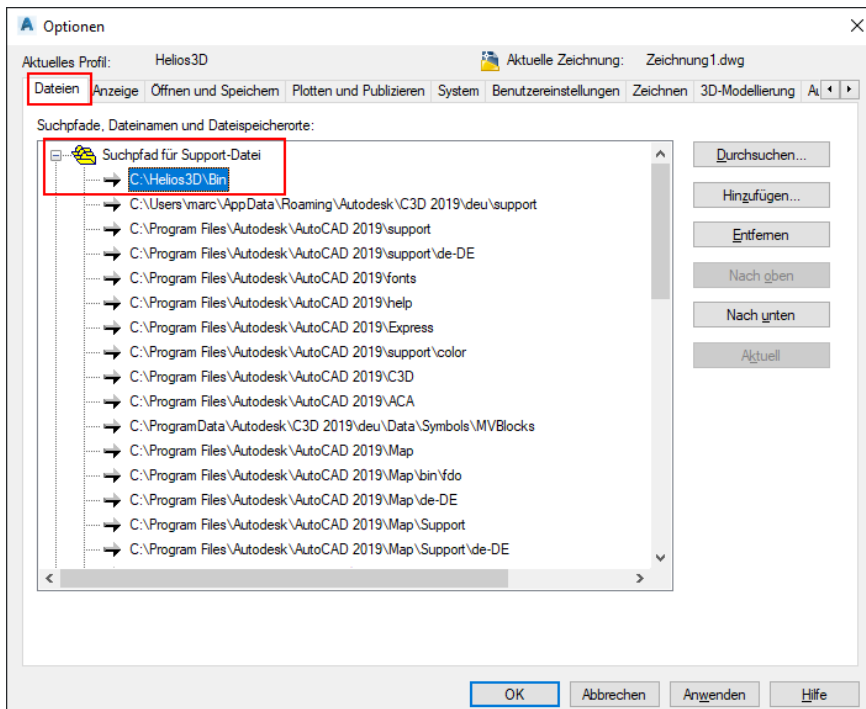 Optionen
Aktuelles Profil: Helios3D Aktuelle Zeichnung: Zeichnung1.dwg
Dateien Anzeige Öffnen und Speichern Plotten und Publizieren System Benutzereinstellungen Zeichnen 3D-Modellierung
Suchpfade, Dateinamen und Dateispeicherorte:
Suchpfad für Support-Datei
C:\Helios3D\Bin
C:\Users\marc\AppData\Roaming\Autodesk\C3D 2019\deu\support
C:\Program Files\Autodesk\AutoCAD 2019\support
C:\Program Files\Autodesk\AutoCAD 2019\support\de-DE
C:\Program Files\Autodesk\AutoCAD 2019\fonts
C:\Program Files\Autodesk\AutoCAD 2019\help
C:\Program Files\Autodesk\AutoCAD 2019\Express
C:\Program Files\Autodesk\AutoCAD 2019\support\color
C:\Program Files\Autodesk\AutoCAD 2019\C3D
C:\Program Files\Autodesk\AutoCAD 2019\ACA
C:\ProgramData\Autodesk\C3D 2019\deu\Data\Symbols\MVBlocks
C:\Program Files\Autodesk\AutoCAD 2019\Map
C:\Program Files\Autodesk\AutoCAD 2019\Map\bin\fdo
C:\Program Files\Autodesk\AutoCAD 2019\Map\de-DE
C:\Program Files\Autodesk\AutoCAD 2019\Map\Support
C:\Program Files\Autodesk\AutoCAD 2019\Map\Support\de-DE
Durchsuchen...
Hinzufügen...
Entfernen
Nach oben
Nach unten
Aktuell
OK Abbrechen Anwenden Hilfe